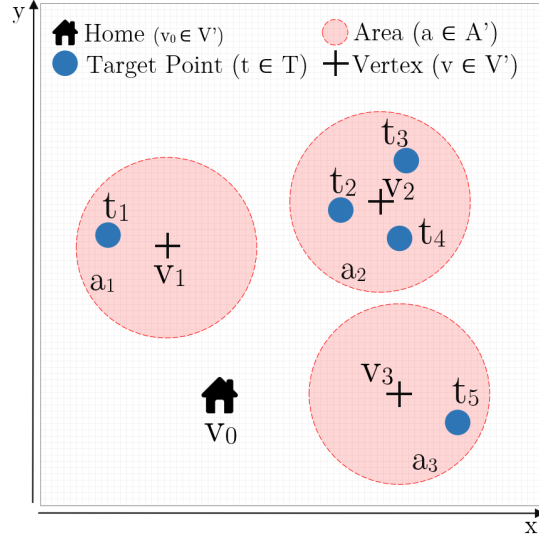 y
Home (v₀ ∈ V')
Area (a ∈ A')
Target Point (t ∈ T)
Vertex (v ∈ V')
t₃
t₂
v₂
t₁
t₄
v₁
a₂
a₁
v₃
t₅
v₀
a₃
x